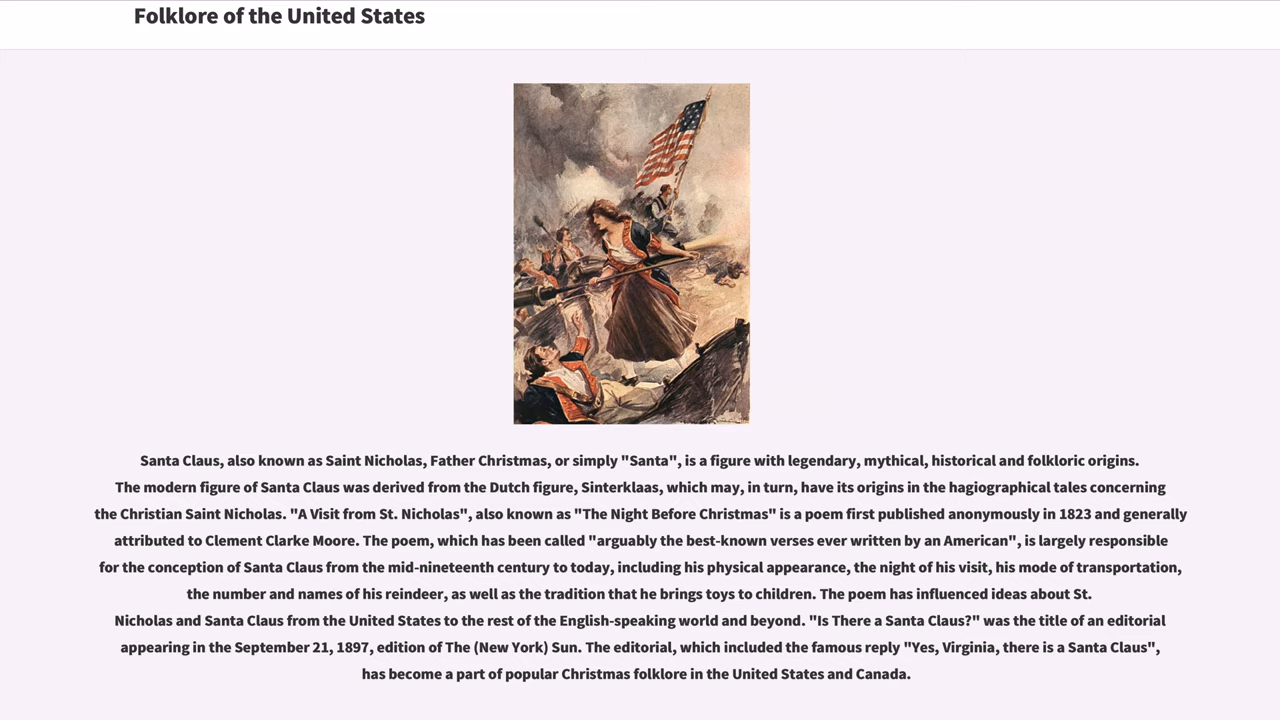 Folklore of the United States
Santa Claus, also known as Saint Nicholas, Father Christmas, or simply "Santa", is a figure with legendary, mythical, historical and folkloric origins.
The modern figure of Santa Claus was derived from the Dutch figure, Sinterklaas, which may, in turn, have its origins in the hagiographical tales concerning
the Christian Saint Nicholas. "A Visit from St. Nicholas", also known as "The Night Before Christmas" is a poem first published anonymously in 1823 and generally
attributed to Clement Clarke Moore. The poem, which has been called "arguably the best-known verses ever written by an American", is largely responsible
for the conception of Santa Claus from the mid-nineteenth century to today, including his physical appearance, the night of his visit, his mode of transportation,
the number and names of his reindeer, as well as the tradition that he brings toys to children. The poem has influenced ideas about St.
Nicholas and Santa Claus from the United States to the rest of the English-speaking world and beyond. "Is There a Santa Claus?" was the title of an editorial
appearing in the September 21, 1897, edition of The (New York) Sun. The editorial, which included the famous reply "Yes, Virginia, there is a Santa Claus",
has become a part of popular Christmas folklore in the United States and Canada.